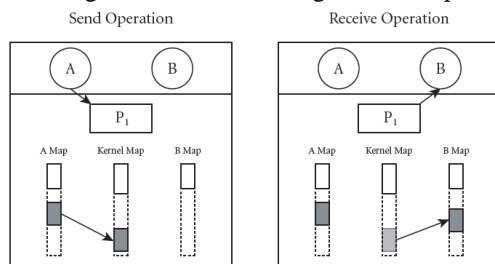 Send Operation
A
B
P₁
A Map
Kernel Map
B Map
Receive Operation
A
B
P₁
A Map
Kernel Map
B Map